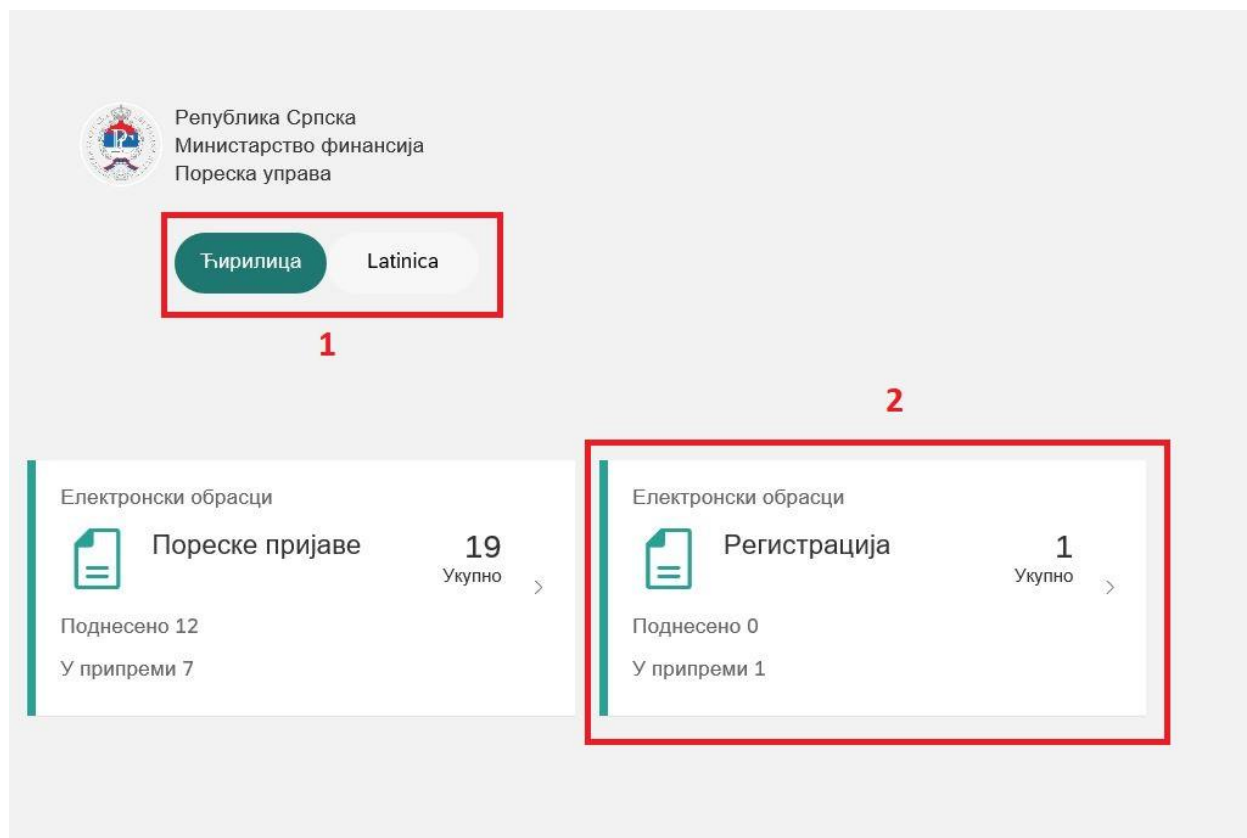 Република Српска
Министарство финансија
Пореска управа
Ћирилица Latinica
1
2
Електронски обрасци
Пореске пријаве 19
Укупно
Поднесено 12
У припреми 7
Електронски обрасци
Регистрација 1
Укупно
Поднесено 0
У припреми 1